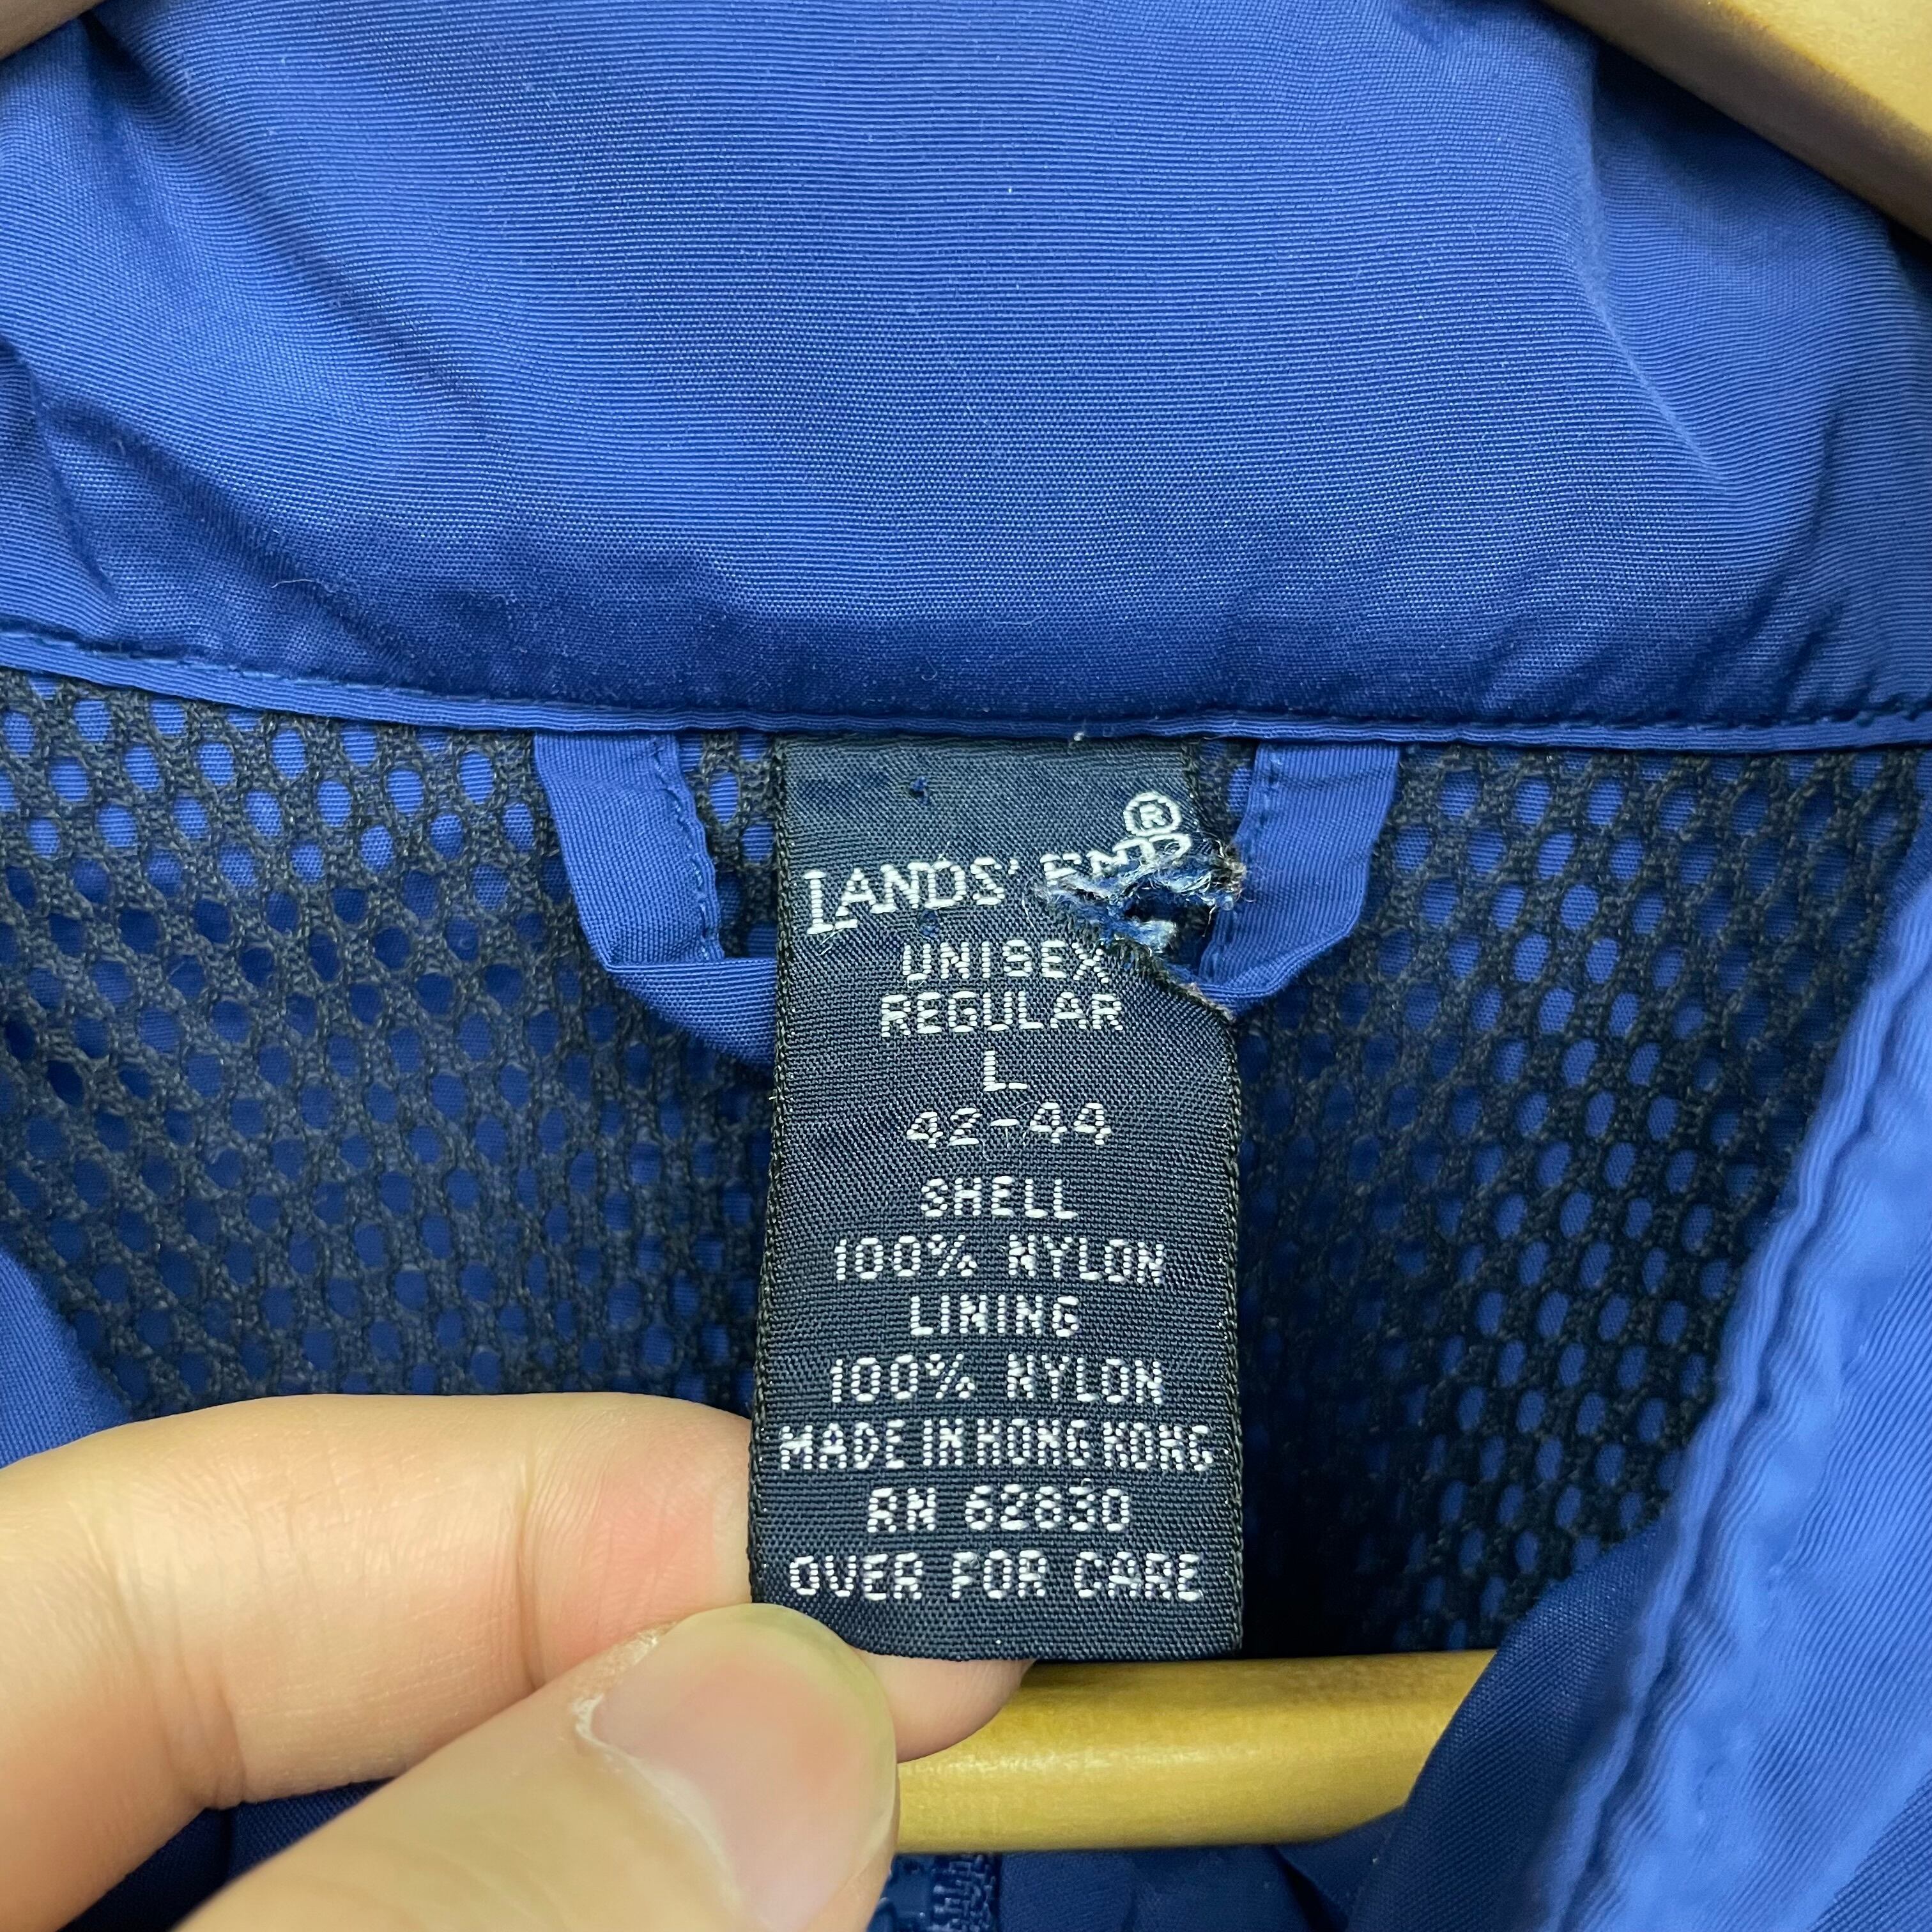 LANDS' END®
UNISEX
REGULAR
L
42-44
SHELL
100% NYLON
LINING
100% NYLON
MADE IN HONG KONG
RN 62830
OVER FOR CARE